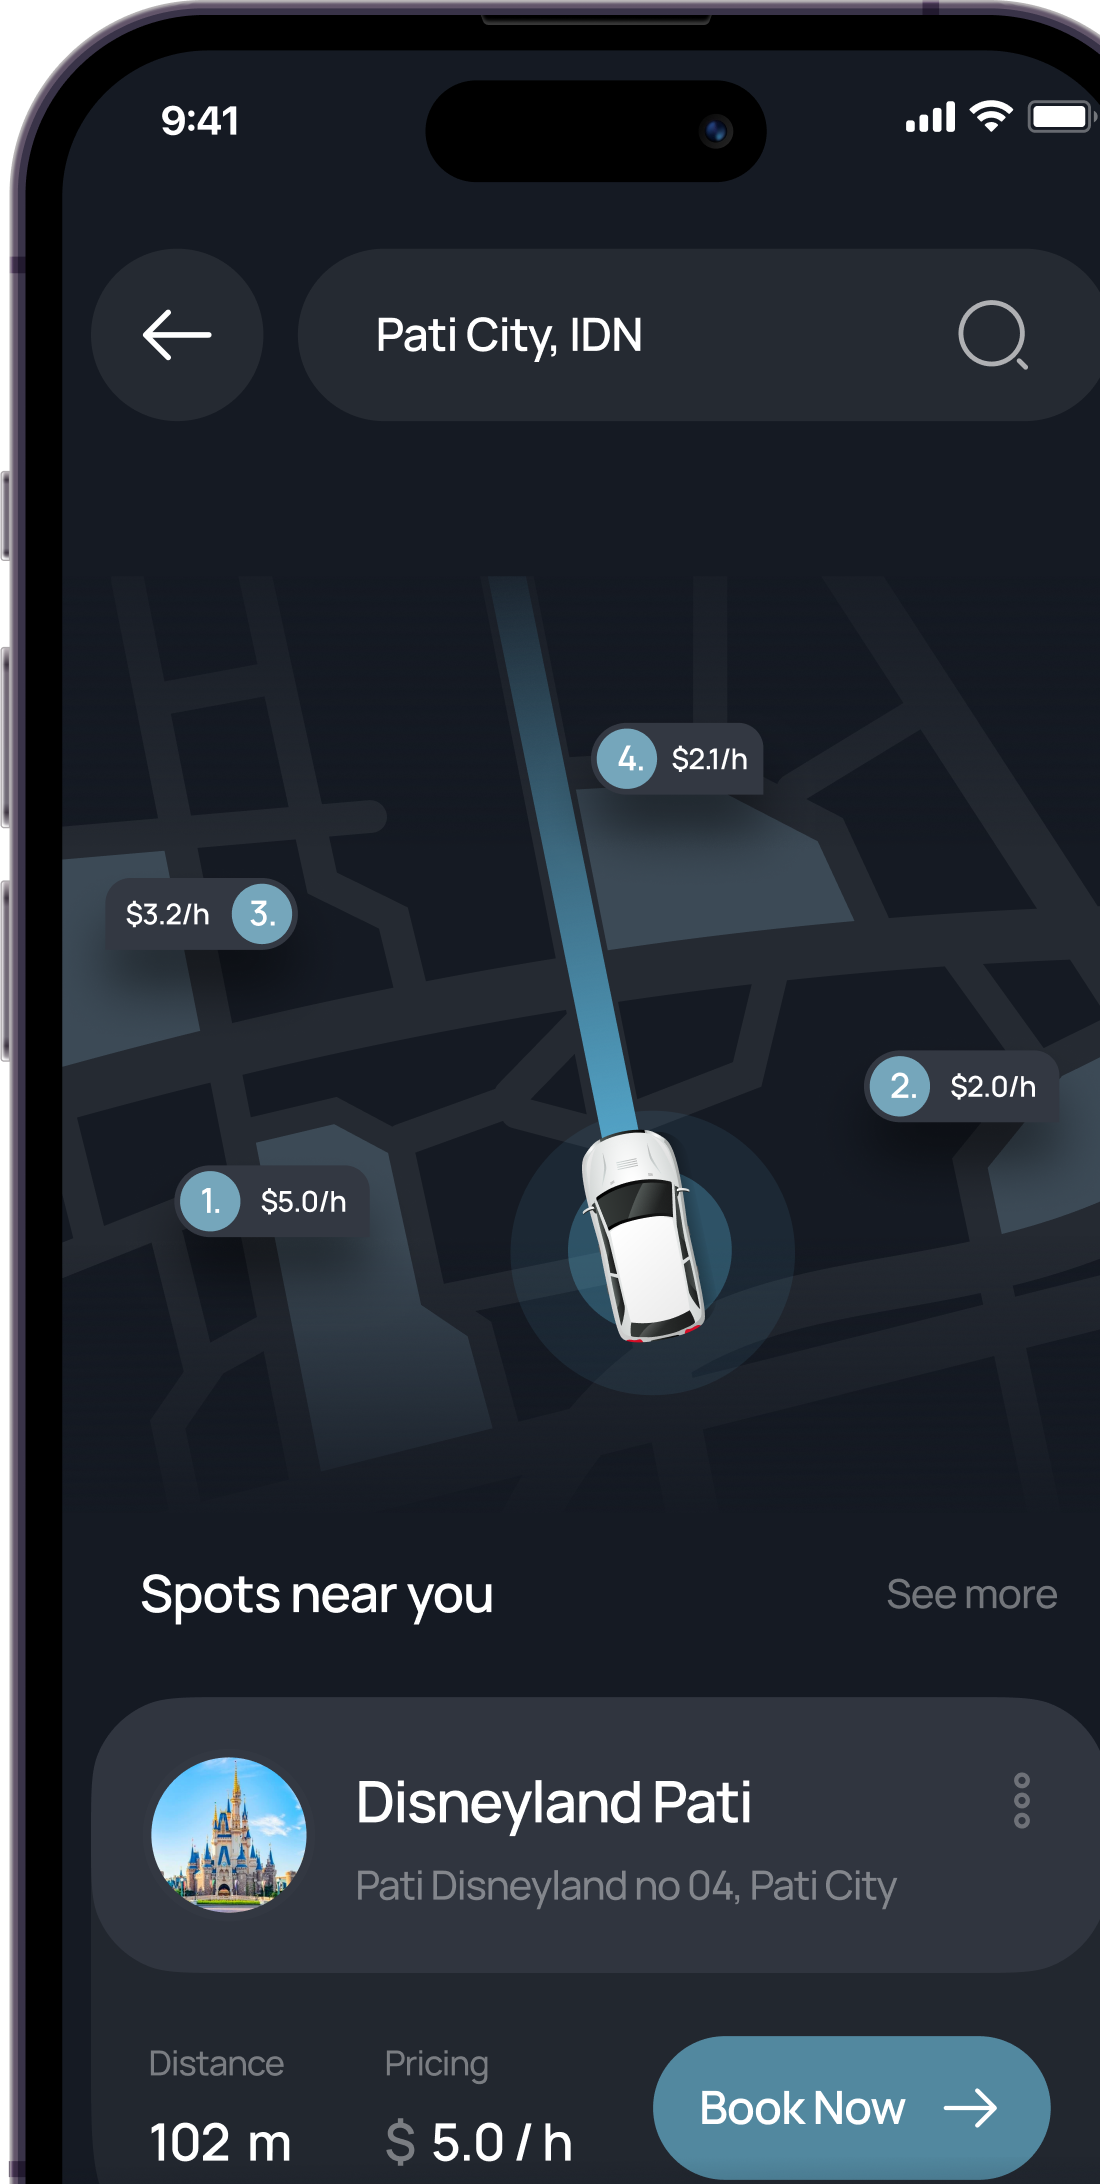 9:41
Pati City, IDN
4. $2.1/h
$3.2/h 3.
2. $2.0/h
1. $5.0/h
Spots near you
See more
Disneyland Pati
Pati Disneyland no 04, Pati City
Distance
Pricing
102 m
$ 5.0 / h
Book Now